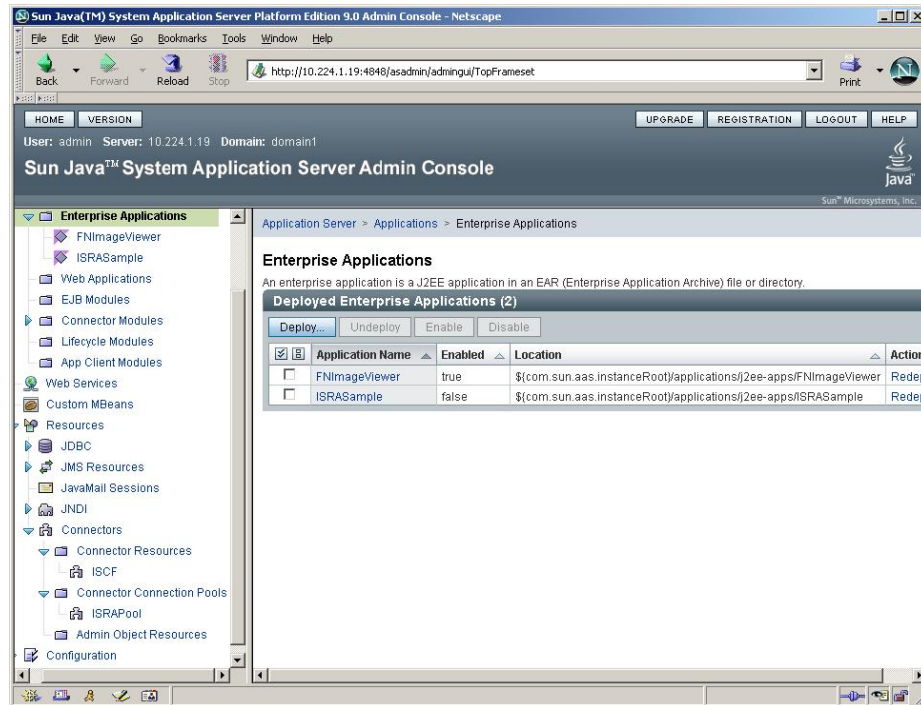 Sun Java(TM) System Application Server Platform Edition 9.0 Admin Console - Netscape
File Edit View Go Bookmarks Tools Window Help
Back Forward Reload Stop http://10.224.1.19:4848/asadmin/admingui/TopFrameset Print N
HOME VERSION UPGRADE REGISTRATION LOGOUT HELP
User: admin Server: 10.224.1.19 Domain: domain1
Sun Java™ System Application Server Admin Console
Java™
Sun™ Microsystems, Inc.
Enterprise Applications
FNImageViewer
ISRASample
Web Applications
EJB Modules
Connector Modules
Lifecycle Modules
App Client Modules
Web Services
Custom MBeans
Resources
JDBC
JMS Resources
JavaMail Sessions
JNDI
Connectors
Connector Resources
ISCF
Connector Connection Pools
ISRAPool
Admin Object Resources
Configuration
Application Server > Applications > Enterprise Applications
Enterprise Applications
An enterprise application is a J2EE application in an EAR (Enterprise Application Archive) file or directory.
Deployed Enterprise Applications (2)
Deploy... Undeploy Enable Disable
Application Name Enabled Location Action
FNImageViewer true ${com.sun.aas.instanceRoot}/applications/j2ee-apps/FNImageViewer Redep
ISRASample false ${com.sun.aas.instanceRoot}/applications/j2ee-apps/ISRASample Redep